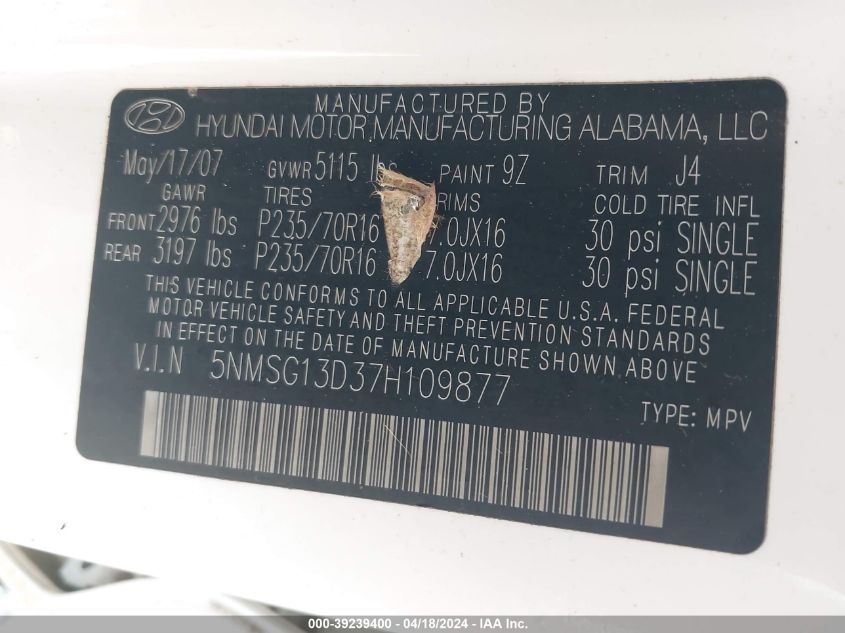 MANUFACTURED BY
HYUNDAI MOTOR MANUFACTURING ALABAMA, LLC
May/17/07 GVWR 5115 lbs PAINT 9Z TRIM J4
GAWR TIRES RIMS COLD TIRE INFL
FRONT 2976 lbs P235/70R16 7.0JX16 30 psi SINGLE
REAR 3197 lbs P235/70R16 7.0JX16 30 psi SINGLE
THIS VEHICLE CONFORMS TO ALL APPLICABLE U.S.A. FEDERAL
MOTOR VEHICLE SAFETY AND THEFT PREVENTION STANDARDS
IN EFFECT ON THE DATE OF MANUFACTURE SHOWN ABOVE
V.I.N 5NMSG13D37H109877
TYPE: MPV
000-39239400 - 04/18/2024 - IAA Inc.